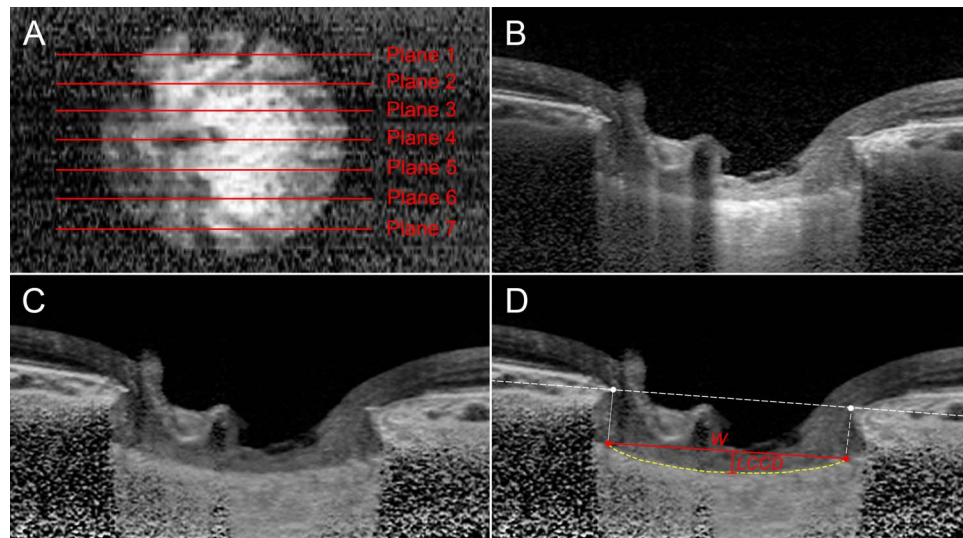 A
Plane 1
Plane 2
Plane 3
Plane 4
Plane 5
Plane 6
Plane 7
B
C
D
W
LCCD